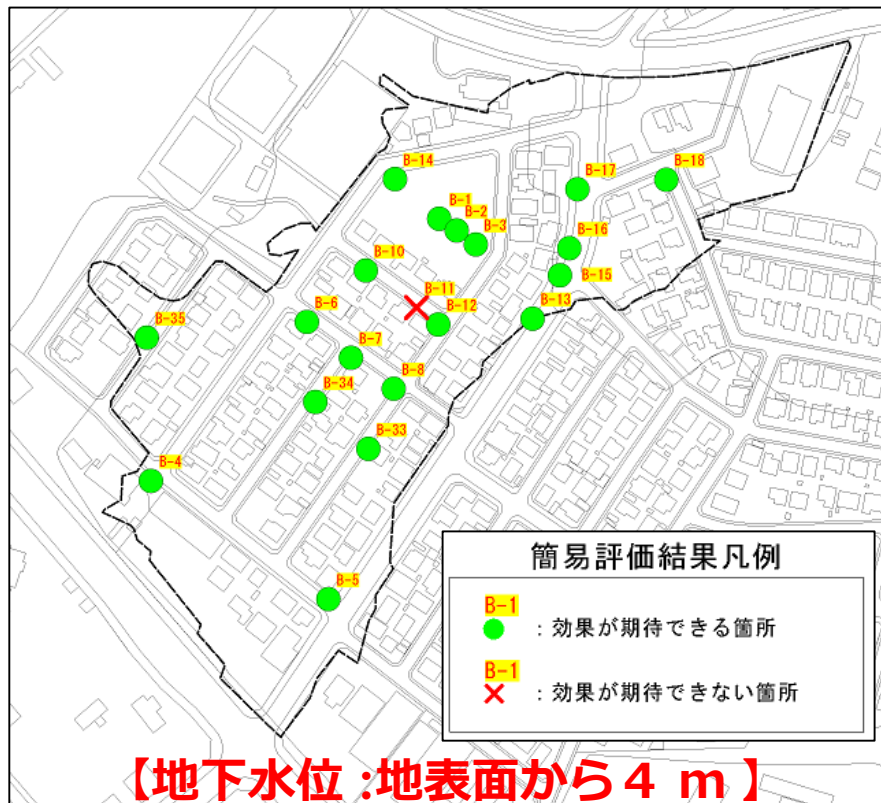 B-14
B-17
B-18
B-1
B-2
B-3
B-16
B-10
B-15
B-11
B-12
B-13
B-6
B-35
B-7
B-8
B-34
B-33
B-4
B-5
簡易評価結果凡例
B-1
：効果が期待できる箇所
B-1
：効果が期待できない箇所
【地下水位:地表面から4 m】